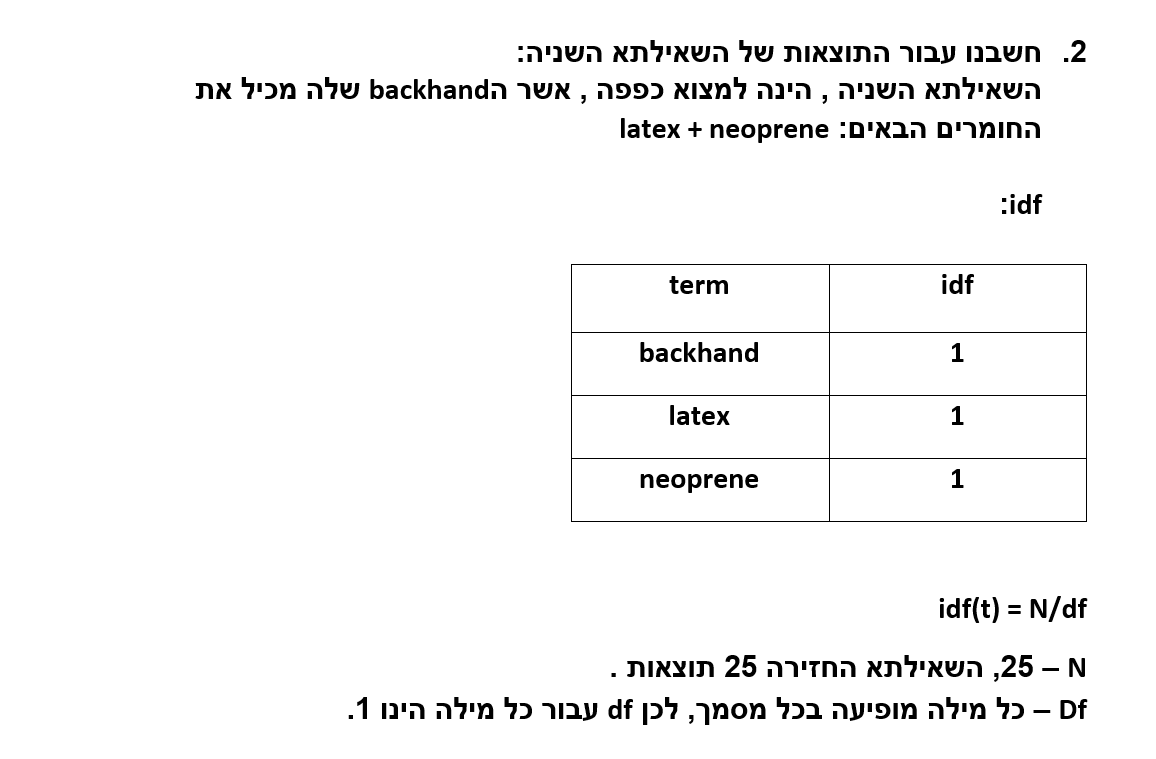 2. חשבנו עבור התוצאות של השאילתא השניה:
השאילתא השניה , הינה למצוא כפפה , אשר הbackhand שלה מכיל את
החומרים הבאים: latex + neoprene
idf:
term idf
backhand 1
latex 1
neoprene 1
idf(t) = N/df
N – 25, השאילתא החזירה 25 תוצאות .
Df – כל מילה מופיעה בכל מסמך, לכן df עבור כל מילה הינו 1.